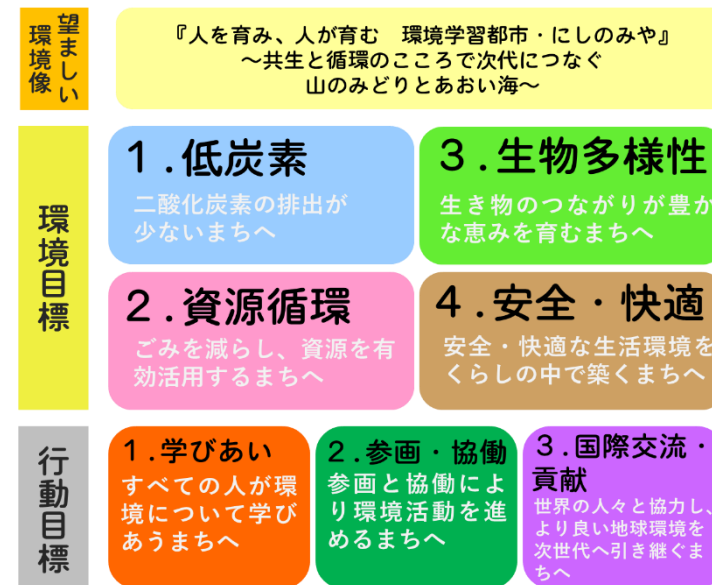 望ましい
環境像
『人を育み、人が育む　環境学習都市・にしのみや』
～共生と循環のこころで次代につなぐ
山のみどりとあおい海～
環境目標
１.低炭素
二酸化炭素の排出が
少ないまちへ
３.生物多様性
生き物のつながりが豊か
な恵みを育むまちへ
２.資源循環
ごみを減らし、資源を有
効活用するまちへ
４.安全・快適
安全・快適な生活環境を
くらしの中で築くまちへ
行動目標
１.学びあい
すべての人が環
境について学び
あうまちへ
２.参画・協働
参画と協働によ
り環境活動を進
めるまちへ
３.国際交流・
貢献
世界の人々と協力し、
より良い地球環境を
次世代へ引き継ぐま
ちへ